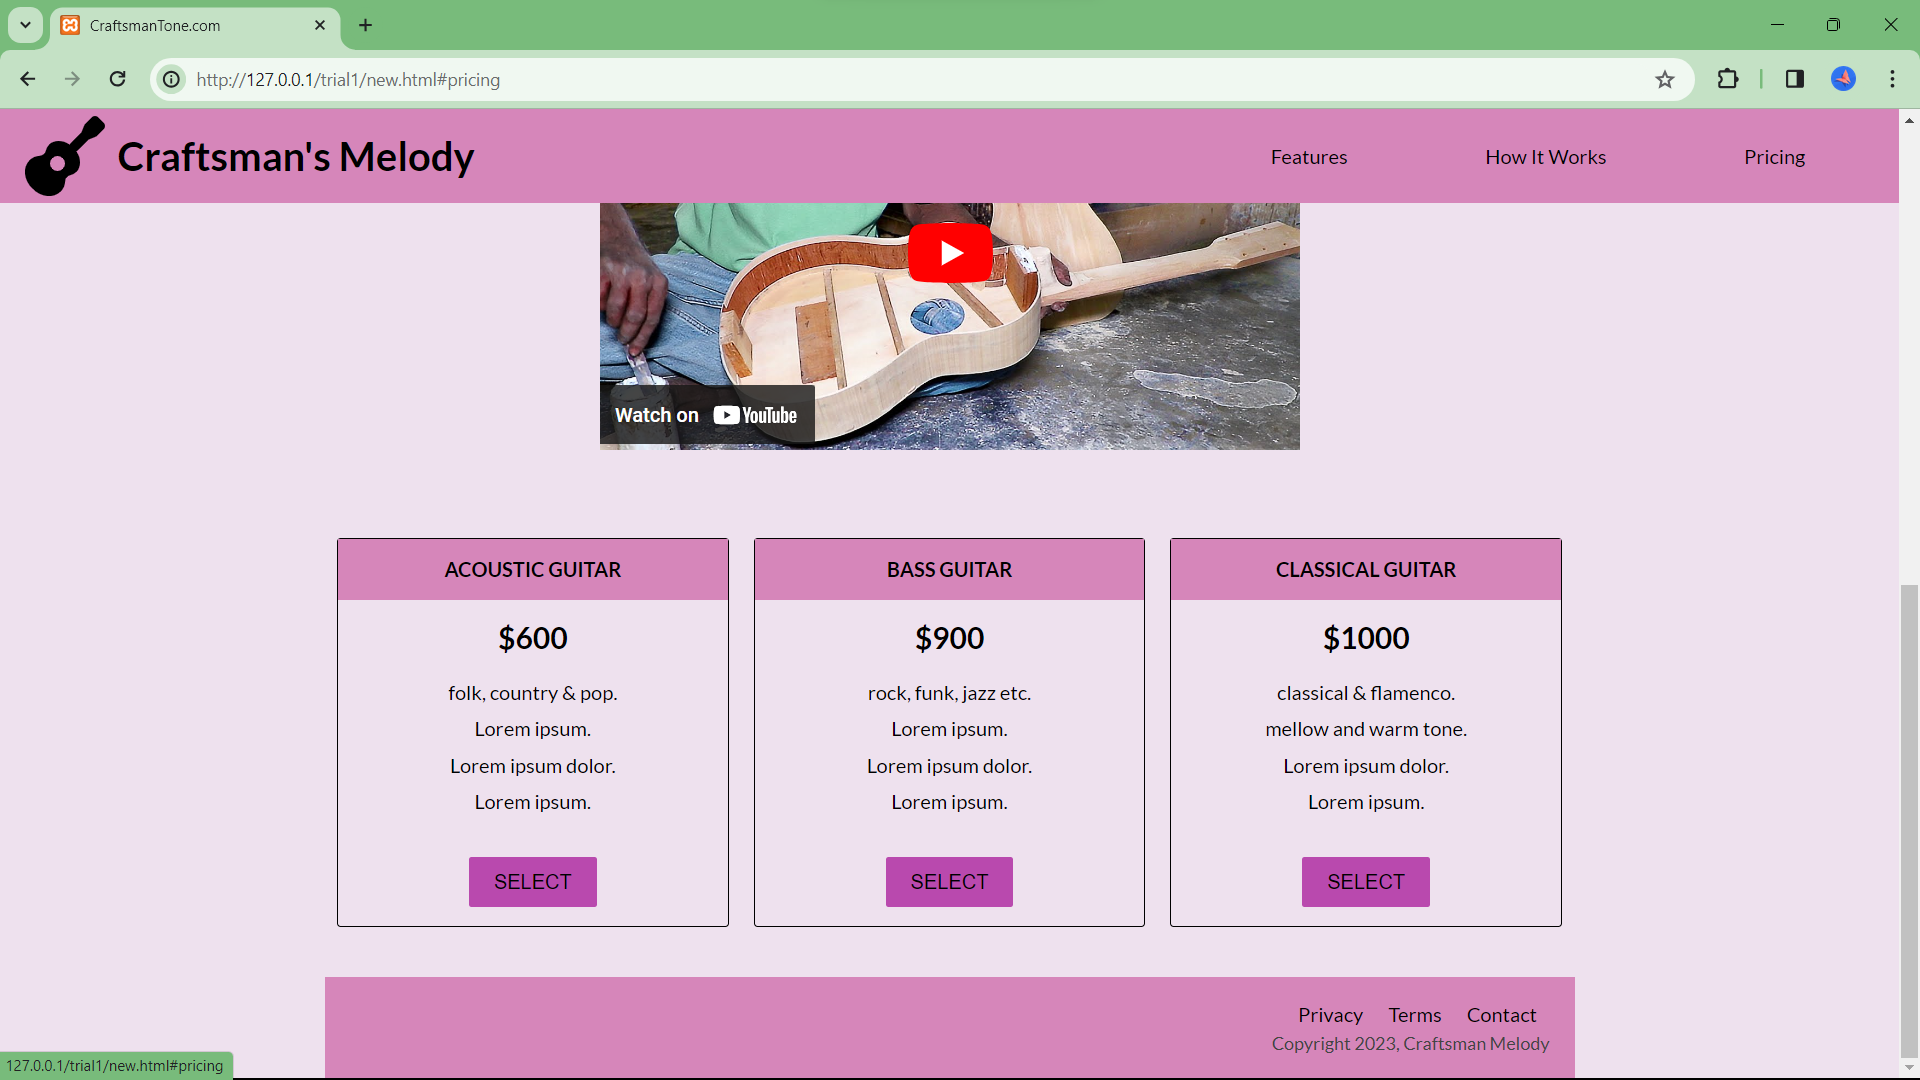 CraftsmanTone.com
http://127.0.0.1/trial1/new.html#pricing
Craftsman's Melody
Features How It Works Pricing
Watch on YouTube
ACOUSTIC GUITAR
$600
folk, country & pop.
Lorem ipsum.
Lorem ipsum dolor.
Lorem ipsum.
SELECT
BASS GUITAR
$900
rock, funk, jazz etc.
Lorem ipsum.
Lorem ipsum dolor.
Lorem ipsum.
SELECT
CLASSICAL GUITAR
$1000
classical & flamenco.
mellow and warm tone.
Lorem ipsum dolor.
Lorem ipsum.
SELECT
Privacy Terms Contact
Copyright 2023, Craftsman Melody
127.0.0.1/trial1/new.html#pricing